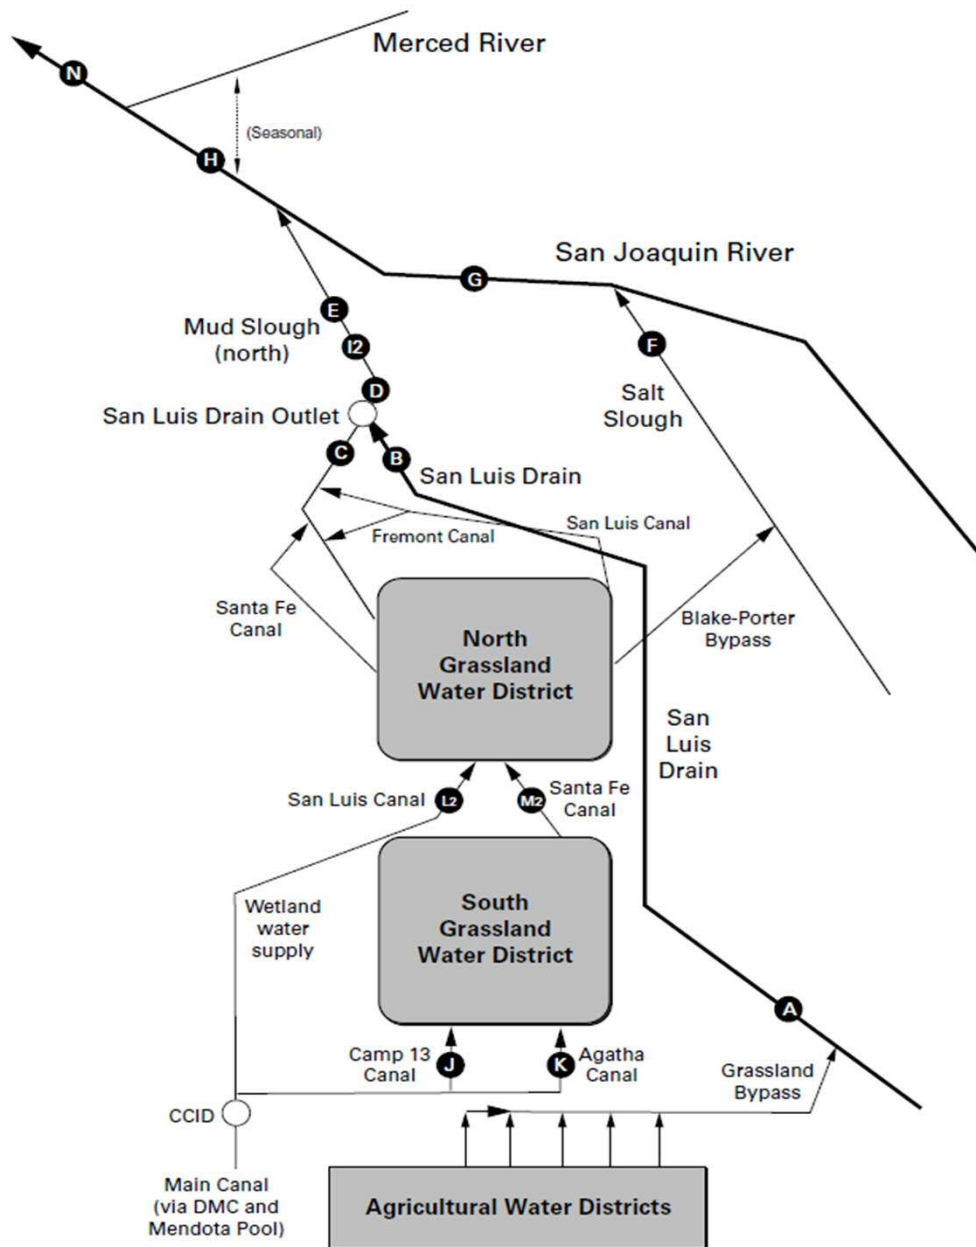 Merced River
N
(Seasonal)
H
San Joaquin River
G
E
Mud Slough
(north)
I2
F
D
Salt
Slough
San Luis Drain Outlet
C
B
San Luis Drain
San Luis Canal
Fremont Canal
Santa Fe
Canal
Blake-Porter
Bypass
North
Grassland
Water District
San
Luis
Drain
San Luis Canal
L2
M2
Santa Fe
Canal
Wetland
water
supply
South
Grassland
Water District
A
Camp 13
Canal
J
K
Agatha
Canal
Grassland
Bypass
CCID
Main Canal
(via DMC and
Mendota Pool)
Agricultural Water Districts